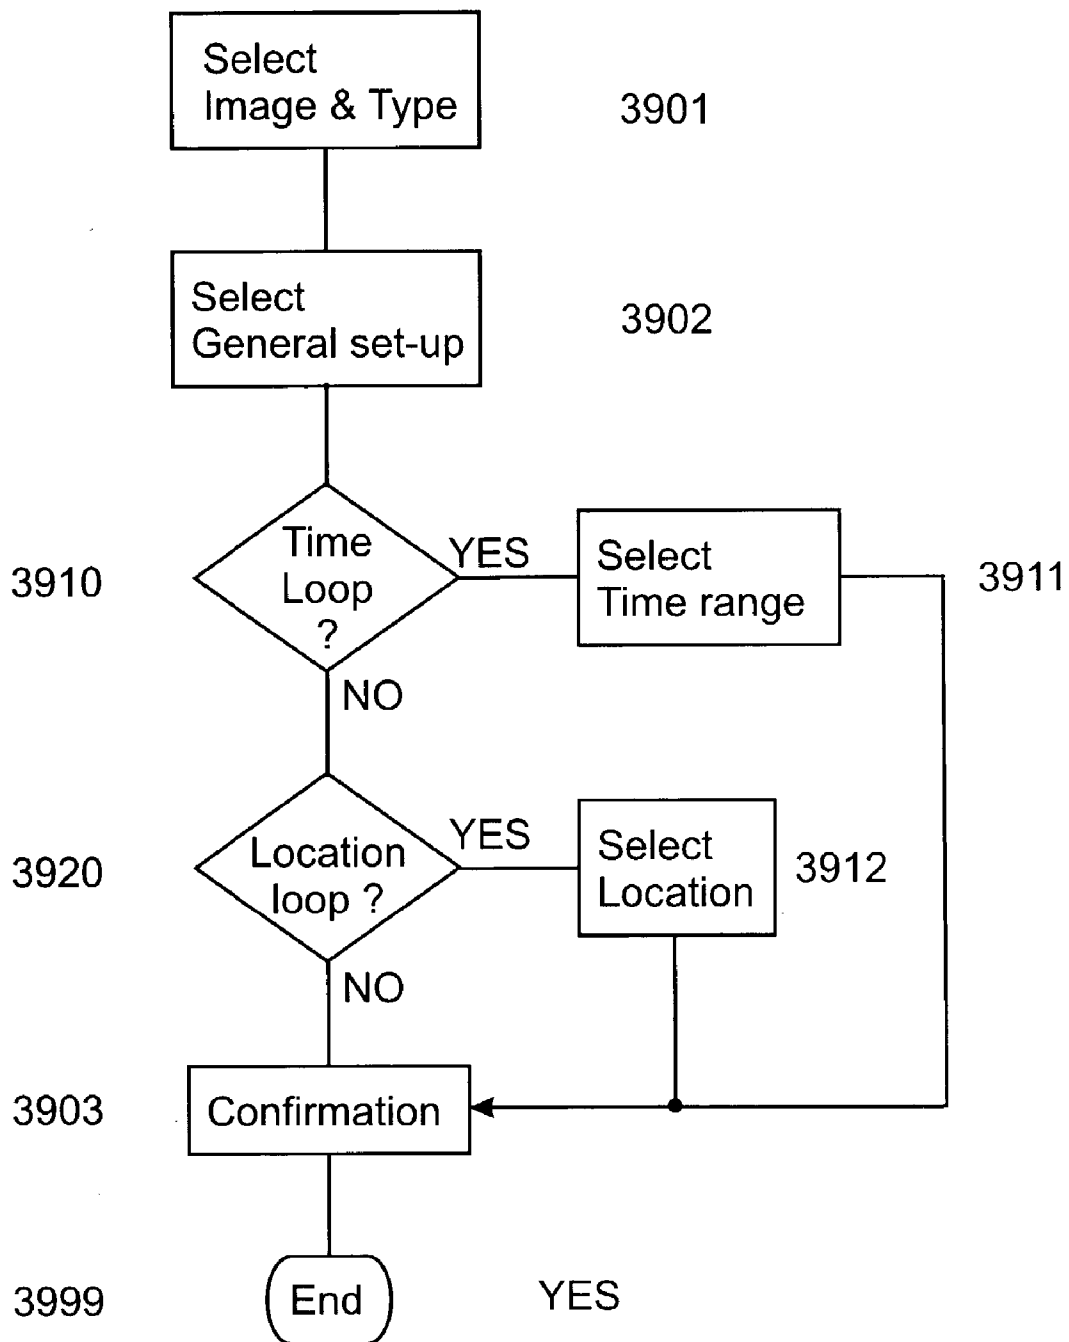 Select
Image & Type
3901
Select
General set-up
3902
3910
Time
Loop
?
YES
Select
Time range
3911
NO
3920
Location
loop ?
YES
Select
Location
3912
NO
3903
Confirmation
3999
End
YES